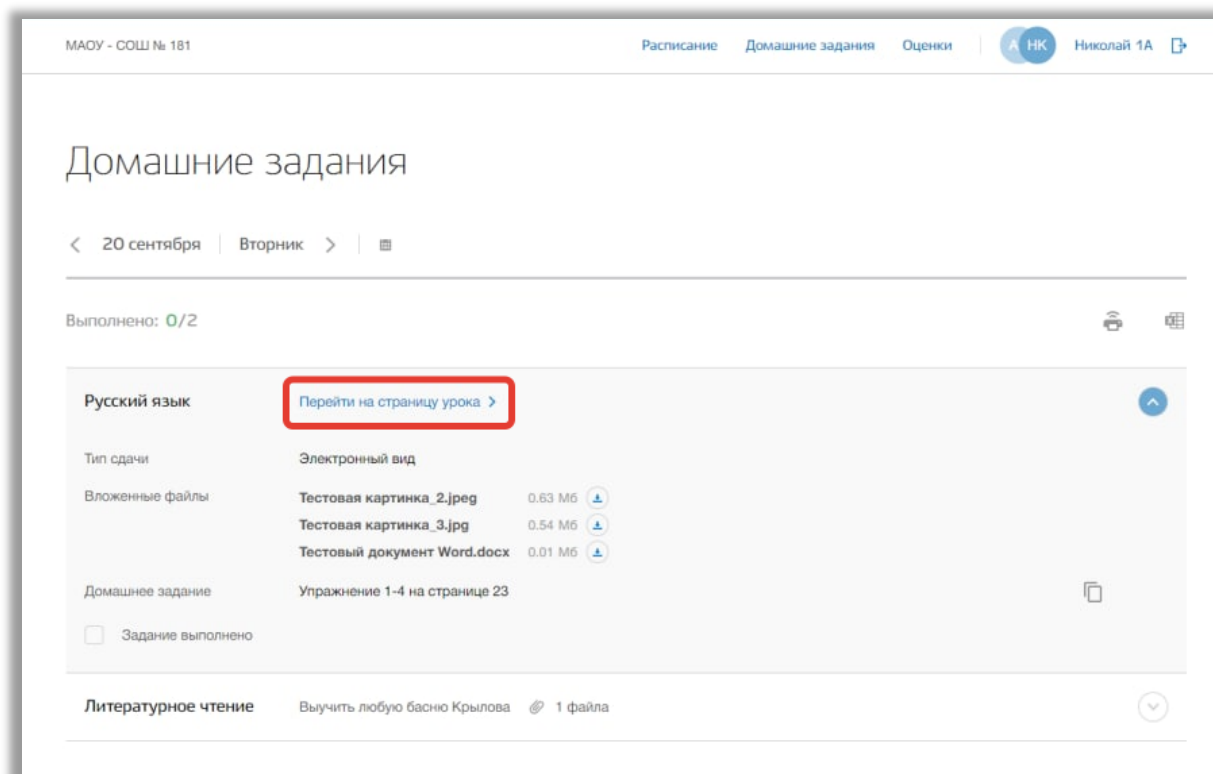 МАОУ - СОШ № 181 Расписание Домашние задания Оценки А НК Николай 1А
Домашние задания
20 сентября Вторник
Выполнено: 0/2
Русский язык Перейти на страницу урока
Тип сдачи Электронный вид
Вложенные файлы Тестовая картинка_2.jpeg 0.63 Мб
Тестовая картинка_3.jpg 0.54 Мб
Тестовый документ Word.docx 0.01 Мб
Домашнее задание Упражнение 1-4 на странице 23
Задание выполнено
Литературное чтение Выучить любую басню Крылова 1 файла